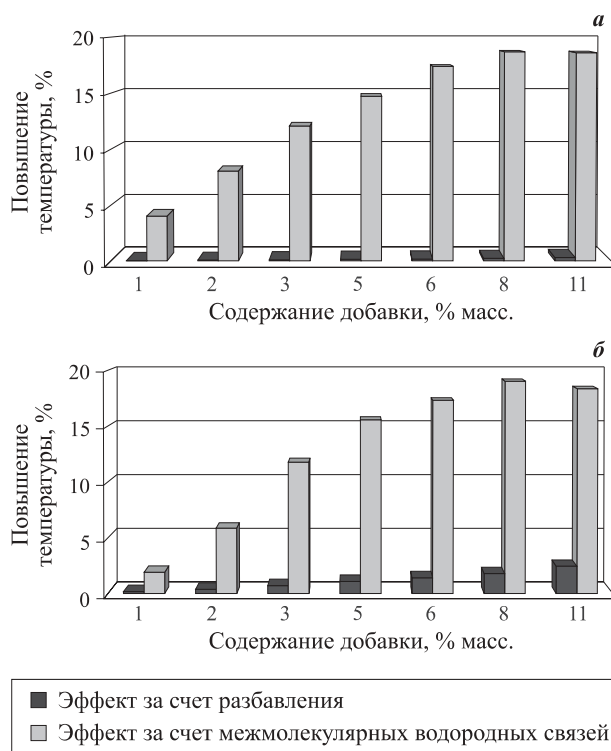 а
20
15
10
5
0
Повышение
температуры, %
1 2 3 5 6 8 11
Содержание добавки, % масс.
б
20
15
10
5
0
Повышение
температуры, %
1 2 3 5 6 8 11
Содержание добавки, % масс.
Эффект за счет разбавления
Эффект за счет межмолекулярных водородных связей